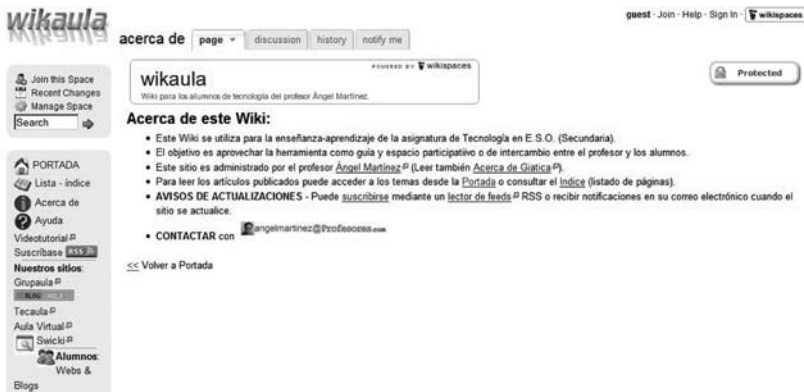 wikaula
guest · Join · Help · Sign In · wikispaces
acerca de page discussion history notify me
Join this Space
Recent Changes
Manage Space
Search
POWERED BY wikispaces
wikaula
Wiki para los alumnos de tecnología del profesor Ángel Martínez.
Protected
Acerca de este Wiki:
• Este Wiki se utiliza para la enseñanza-aprendizaje de la asignatura de Tecnología en E.S.O. (Secundaria).
• El objetivo es aprovechar la herramienta como guía y espacio participatiivo o de intercambio entre el profesor y los alumnos.
• Este sitio es administrado por el profesor Ángel Martínez (Leer también Acerca de Giatica).
• Para leer los artículos publicados puede acceder a los temas desde la Portada o consultar el Indice (listado de páginas).
• AVISOS DE ACTUALIZACIONES - Puede suscribirse mediante un lector de feeds RSS o recibir notificaciones en su correo electrónico cuando el
sitio se actualice.
• CONTACTAR con angelmartinez@Profesores.com
<< Volver a Portada
PORTADA
Lista - índice
Acerca de
Ayuda
Videotutorial
Suscríbase RSS
Nuestros sitios:
Grupaula
Tecaula
Aula Virtual
Swicki
Alumnos:
Webs &
Blogs